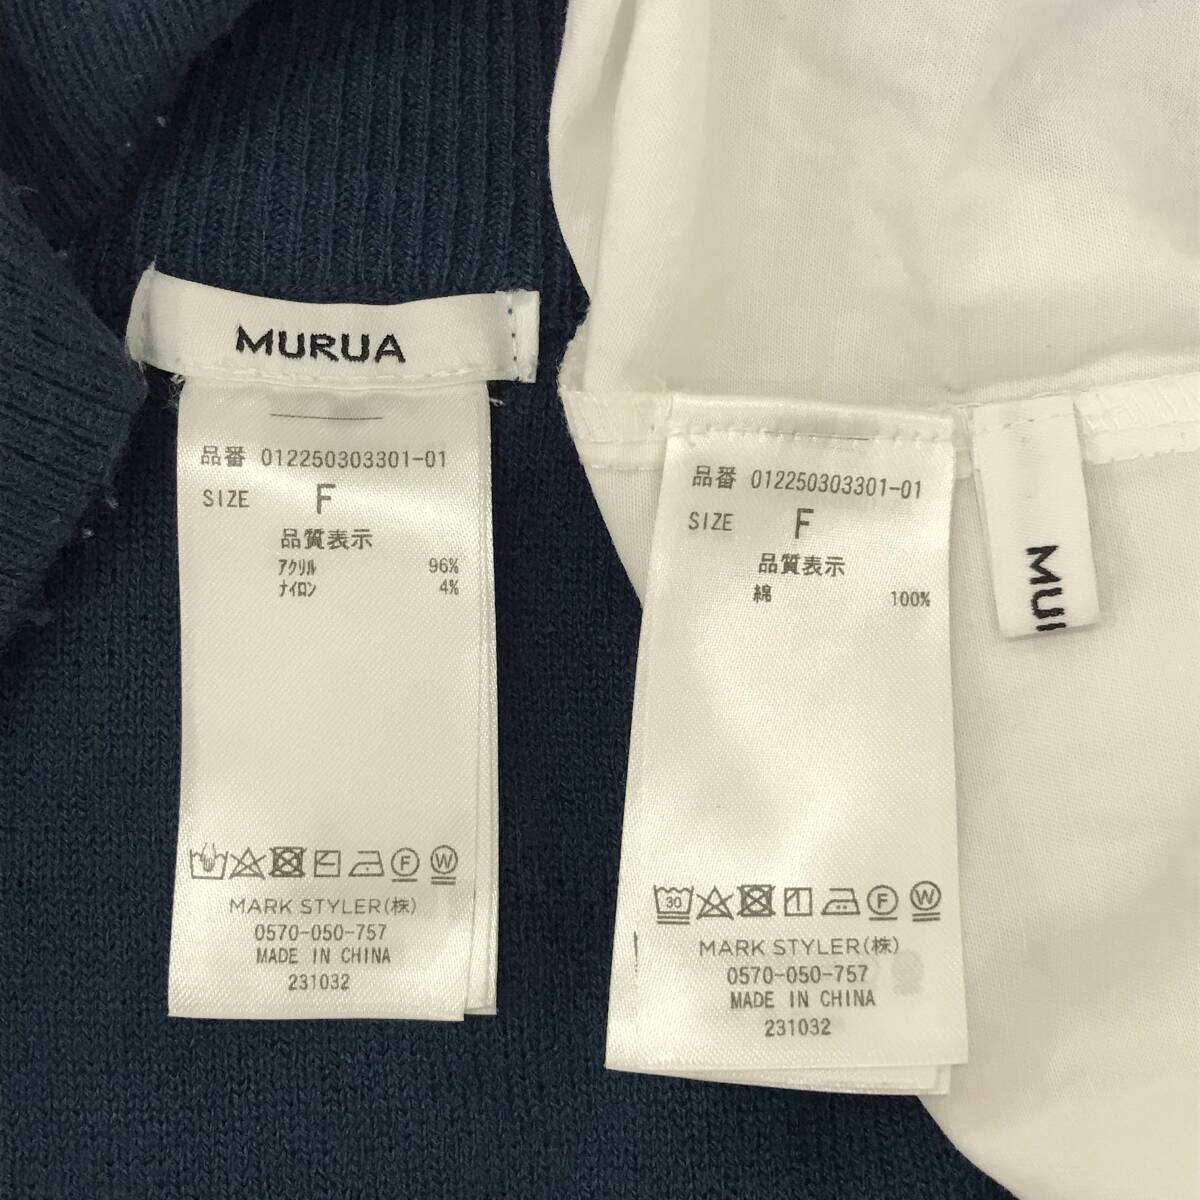 MURUA
品番 012250303301-01
SIZE F
品質表示
アクリル 96%
ナイロン 4%
F W
MARK STYLER(株)
0570-050-757
MADE IN CHINA
231032
品番 012250303301-01
SIZE F
品質表示
綿 100%
30 F W
MARK STYLER(株)
0570-050-757
MADE IN CHINA
231032